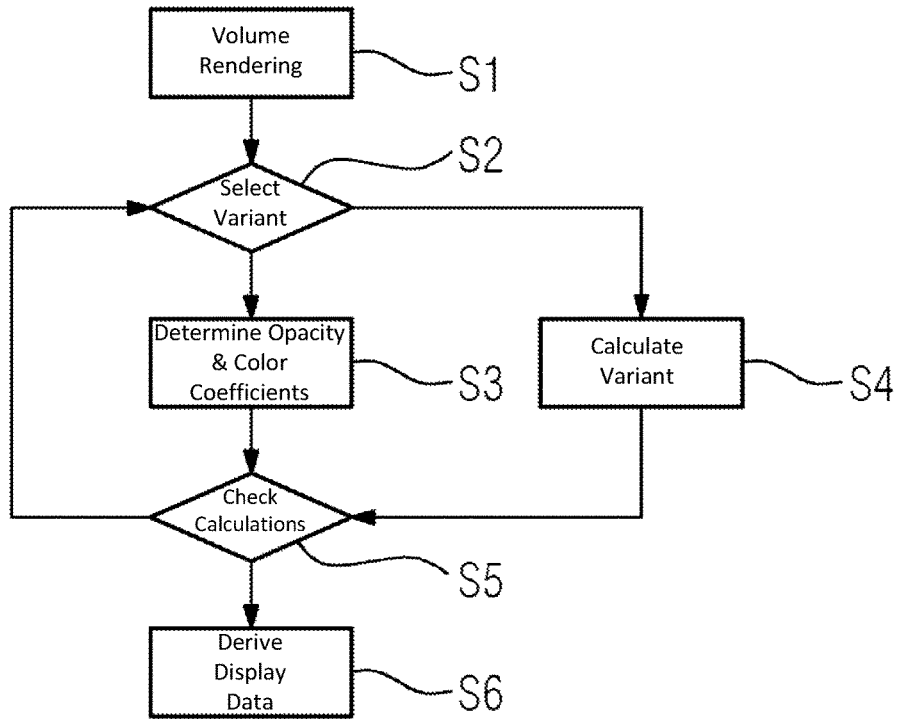 Volume
Rendering
S1
S2
Select
Variant
Determine Opacity
& Color
Coefficients
S3
Calculate
Variant
S4
Check
Calculations
S5
Derive
Display
Data
S6